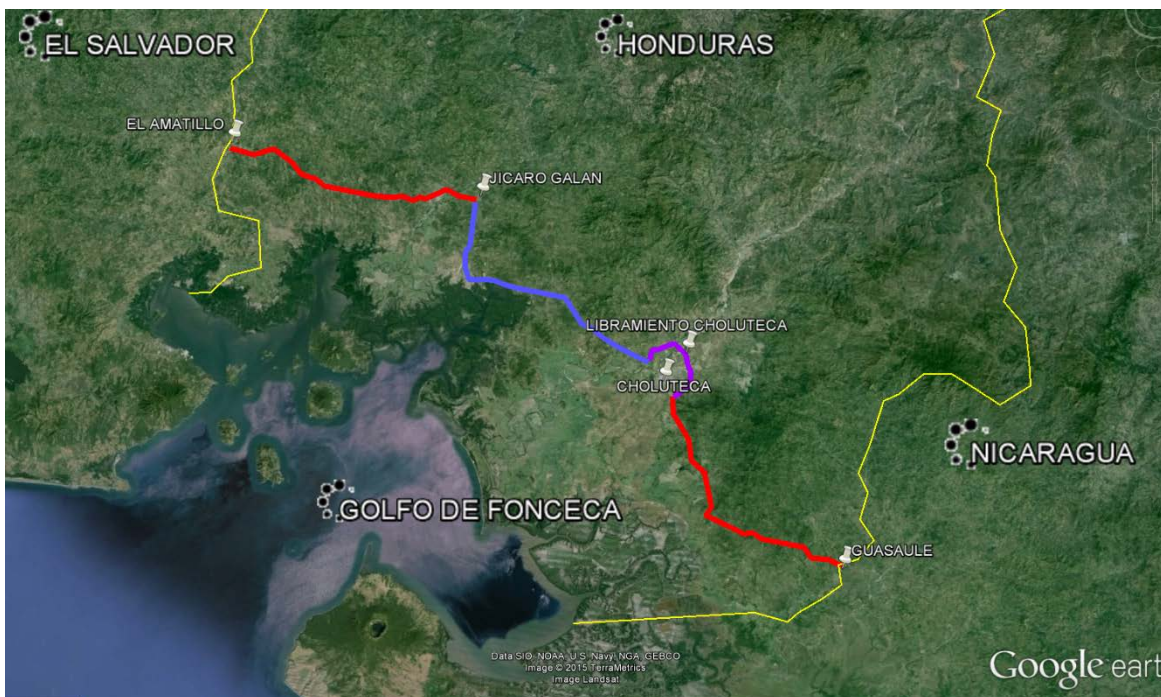 EL SALVADOR
HONDURAS
EL AMATILLO
JICARO GALAN
LIBRAMIENTO CHOLUTECA
CHOLUTECA
NICARAGUA
GOLFO DE FONCECA
GUASAULE
Data SIO, NOAA, U.S. Navy, NGA, GEBCO
Image © 2015 TerraMetrics
Image Landsat
Google eart